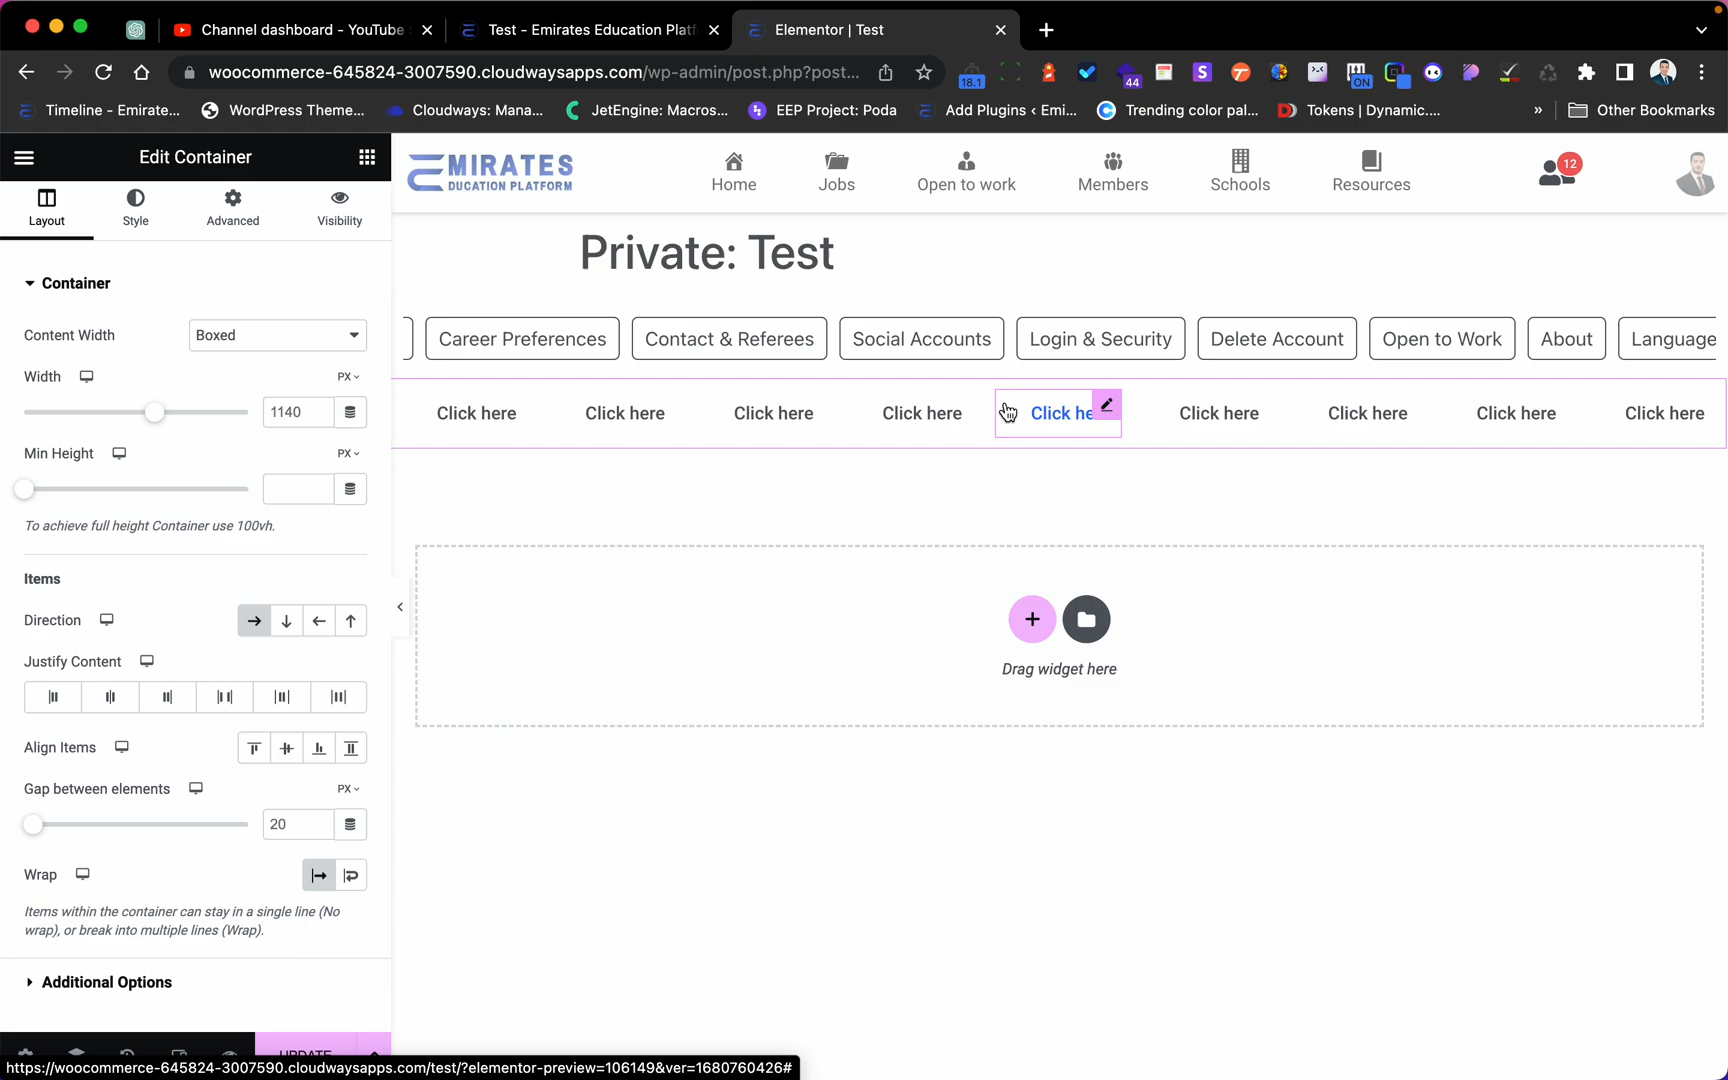 Channel dashboard - YouTube
Test - Emirates Education Platf
Elementor | Test
woocommerce-645824-3007590.cloudwaysapps.com/wp-admin/post.php?post...
18.1
44
ON
Timeline - Emirate...
WordPress Theme...
Cloudways: Mana...
JetEngine: Macros...
EEP Project: Poda
Add Plugins ‹ Emi...
Trending color pal...
Tokens | Dynamic....
»
Other Bookmarks
Edit Container
EMIRATES
EDUCATION PLATFORM
Home
Jobs
Open to work
Members
Schools
Resources
12
Layout
Style
Advanced
Visibility
Private: Test
Container
Content Width
Boxed
Career Preferences
Contact & Referees
Social Accounts
Login & Security
Delete Account
Open to Work
About
Language
Width
PX
1140
Click here
Click here
Click here
Click here
Click he
Click here
Click here
Click here
Click here
Min Height
PX
To achieve full height Container use 100vh.
Items
Direction
Justify Content
Drag widget here
Align Items
Gap between elements
PX
20
Wrap
Items within the container can stay in a single line (No
wrap), or break into multiple lines (Wrap).
Additional Options
UPDATE
https://woocommerce-645824-3007590.cloudwaysapps.com/test/?elementor-preview=106149&ver=1680760426#